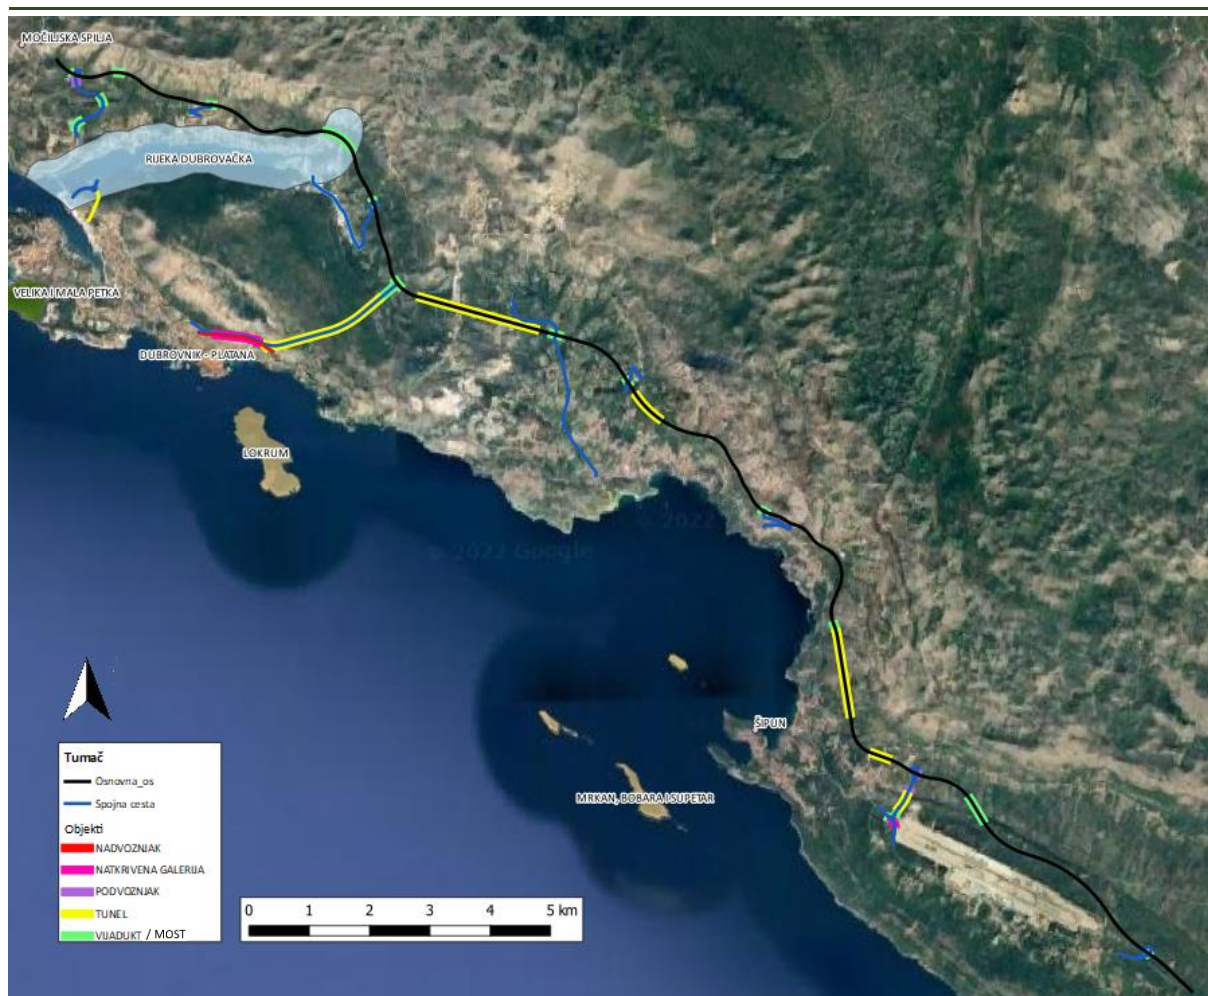 MOČILJSKA SPILJA
RIJEKA DUBROVAČKA
VELIKA I MALA PETKA
DUBROVNIK - PLATANA
LOKRUM
© 2022
© 2022 Google
ŠIPUN
MRKAN, BOBARA I SUPETAR
Tumač
Osnovna_os
Spojna cesta
Objekti
NADVOZNJAK
NATKRIVENA GALERIJA
PODVOZNJAK
TUNEL
VIJADUKT / MOST
0 1 2 3 4 5 km